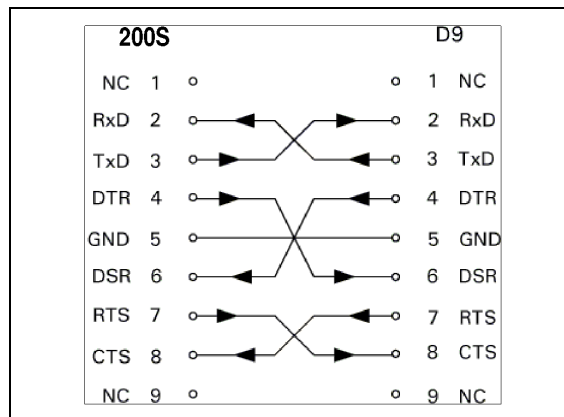 200S D9
NC 1 1 NC
RxD 2 2 RxD
TxD 3 3 TxD
DTR 4 4 DTR
GND 5 5 GND
DSR 6 6 DSR
RTS 7 7 RTS
CTS 8 8 CTS
NC 9 9 NC